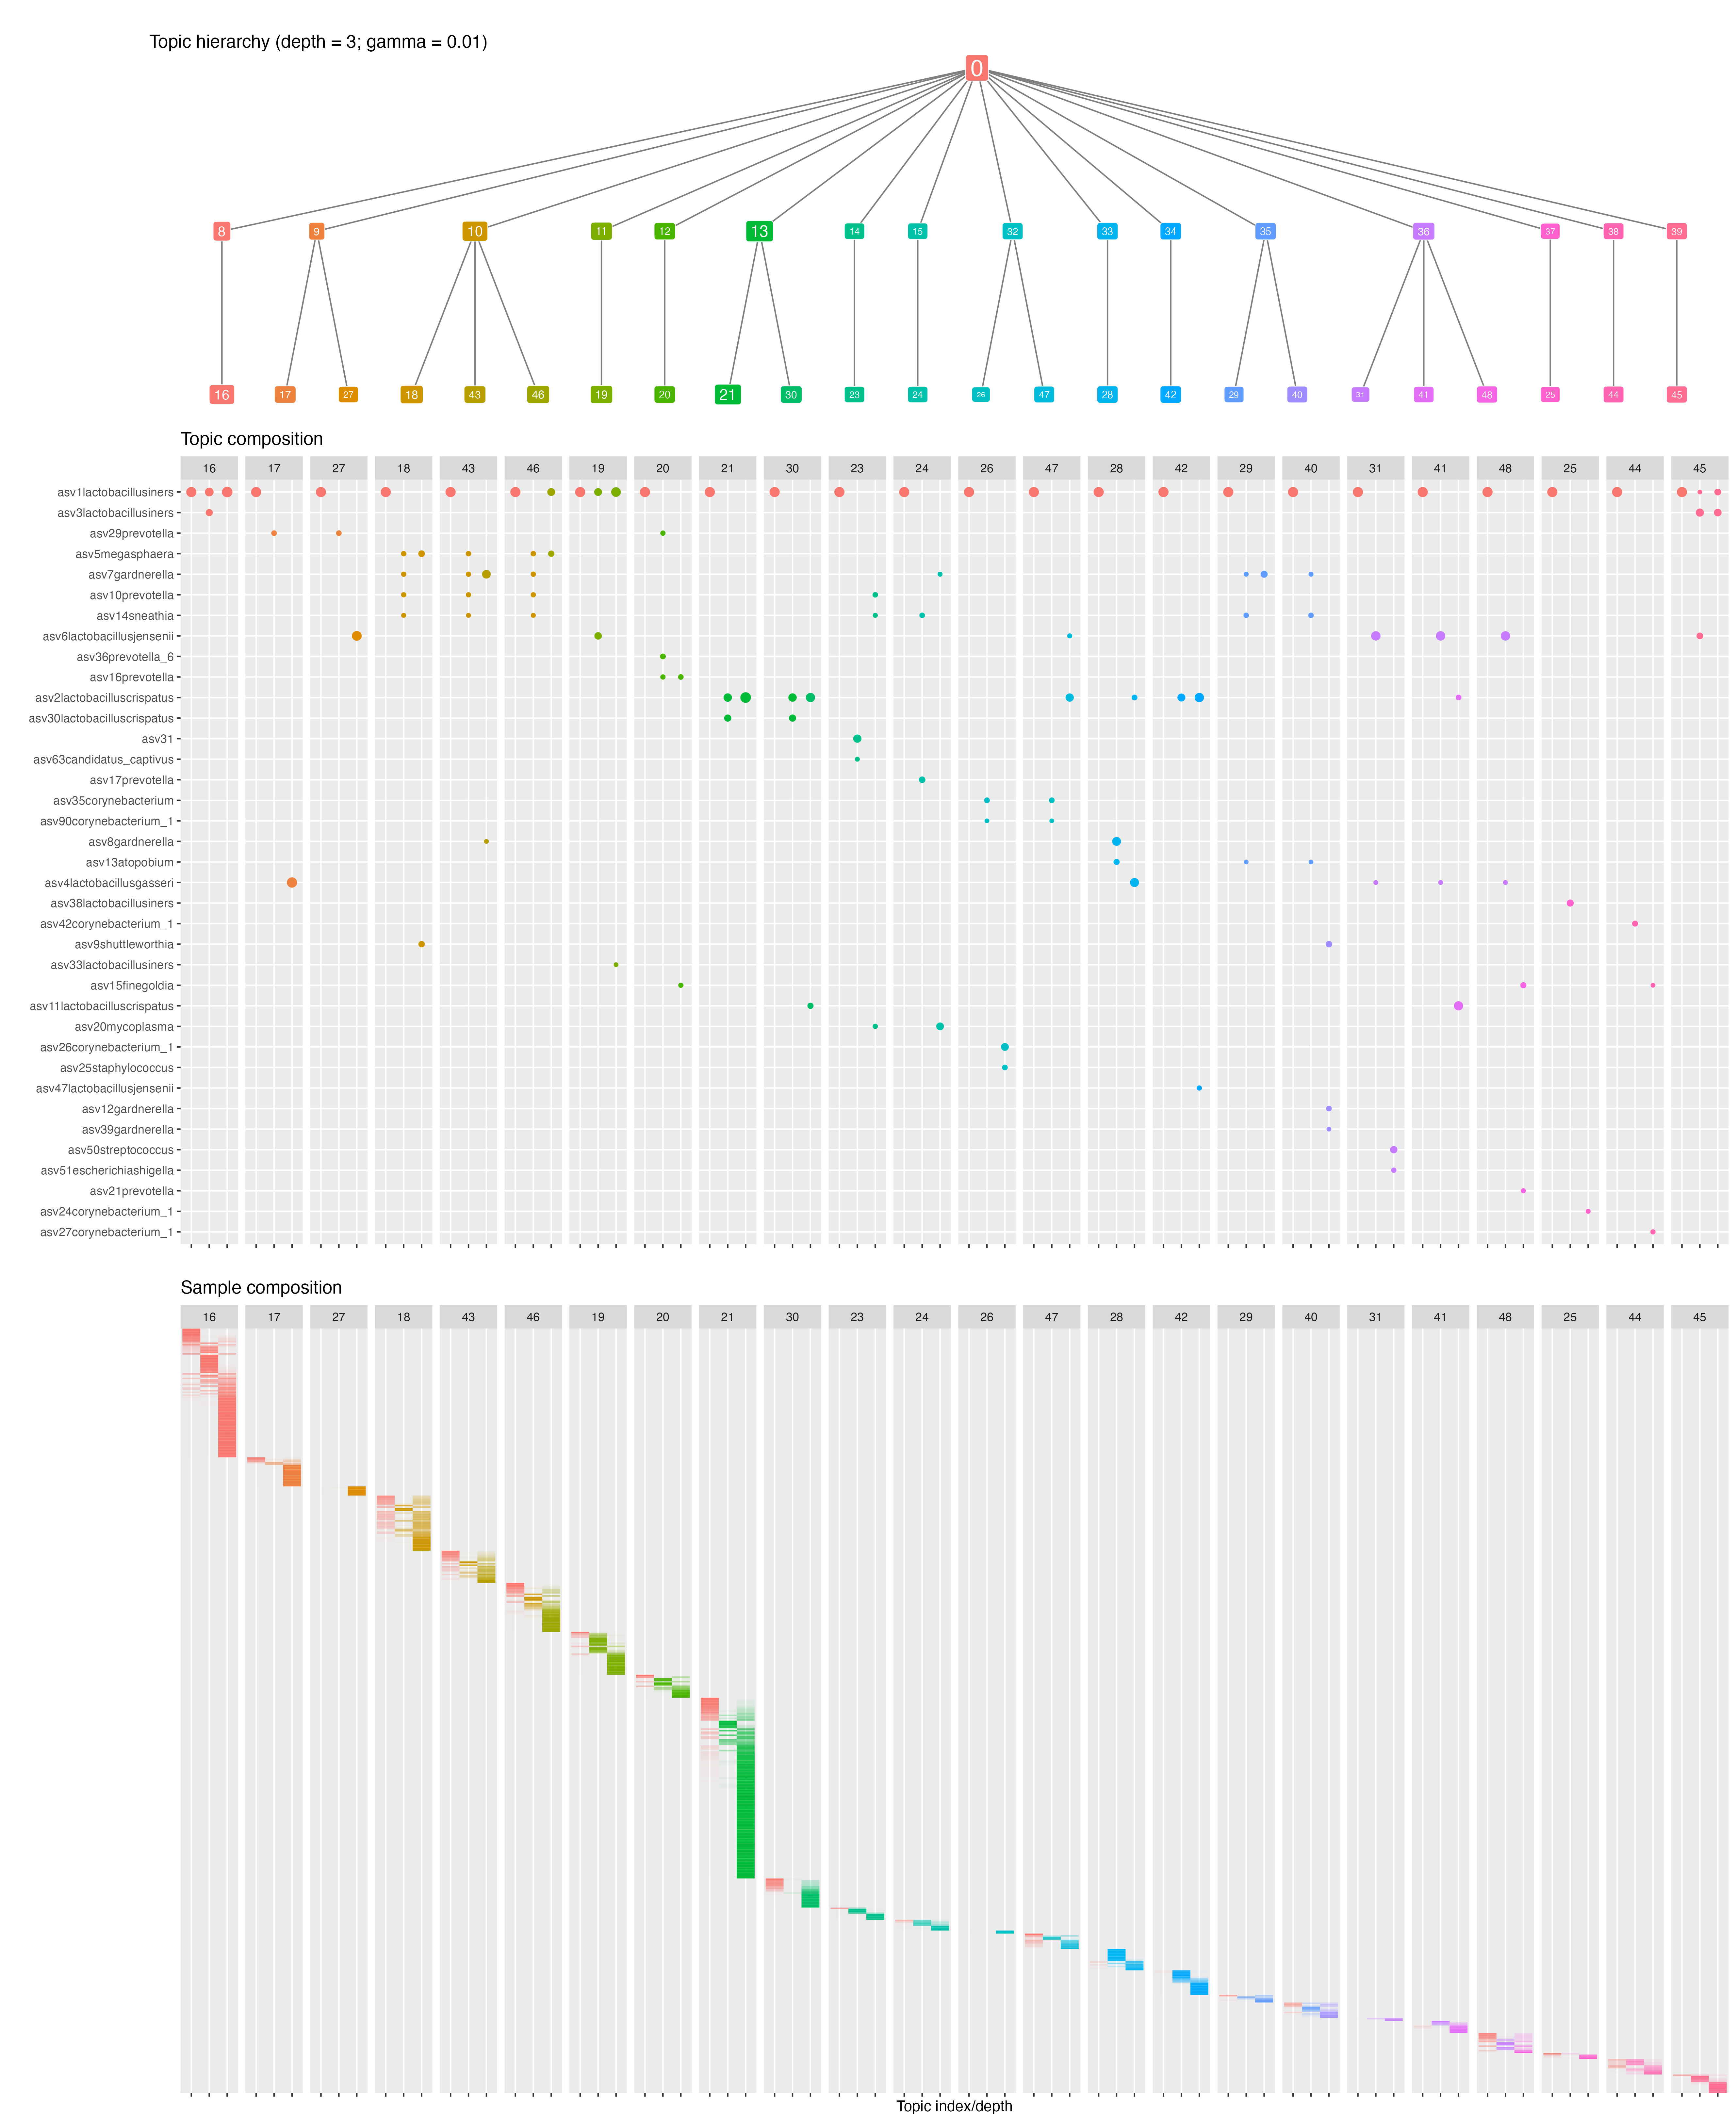 Topic hierarchy (depth = 3; gamma = 0.01)
0
8 9 10 11 12 13 14 15 32 33 34 35 36 37 38 39
16 17 27 18 43 46 19 20 21 30 23 24 26 47 28 42 29 40 31 41 48 25 44 45
Topic composition
16 17 27 18 43 46 19 20 21 30 23 24 26 47 28 42 29 40 31 41 48 25 44 45
asv1lactobacillusiners
asv3lactobacillusiners
asv29prevotella
asv5megasphaera
asv7gardnerella
asv10prevotella
asv14sneathia
asv6lactobacillusjensenii
asv36prevotella_6
asv16prevotella
asv2lactobacilluscrispatus
asv30lactobacilluscrispatus
asv31
asv63candidatus_captivus
asv17prevotella
asv35corynebacterium
asv90corynebacterium_1
asv8gardnerella
asv13atopobium
asv4lactobacillusgasseri
asv38lactobacillusiners
asv42corynebacterium_1
asv9shuttleworthia
asv33lactobacillusiners
asv15finegoldia
asv11lactobacilluscrispatus
asv20mycoplasma
asv26corynebacterium_1
asv25staphylococcus
asv47lactobacillusjensenii
asv12gardnerella
asv39gardnerella
asv50streptococcus
asv51escherichiashigella
asv21prevotella
asv24corynebacterium_1
asv27corynebacterium_1
Sample composition
16 17 27 18 43 46 19 20 21 30 23 24 26 47 28 42 29 40 31 41 48 25 44 45
Topic index/depth